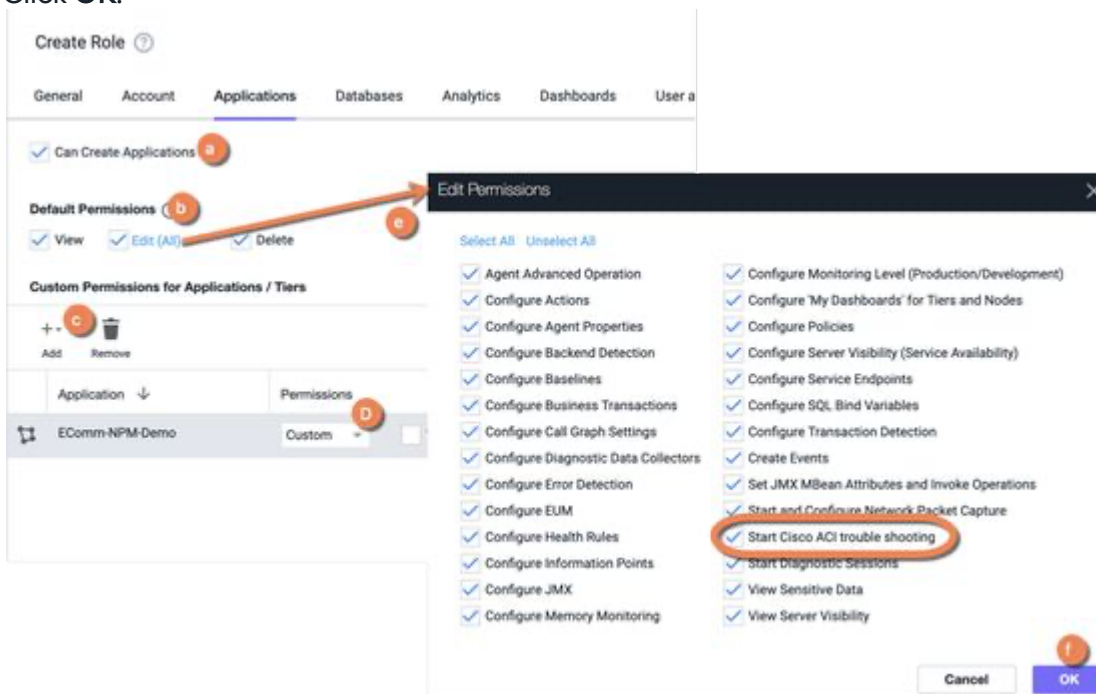 Click OK.
Create Role ?
General Account Applications Databases Analytics Dashboards User a
Can Create Applications a
Default Permissions b
View Edit (All) Delete
Custom Permissions for Applications / Tiers
c
Add Remove
Application ↓ Permissions
D
EComm-NPM-Demo Custom
e
Edit Permissions
Select All Unselect All
Agent Advanced Operation
Configure Actions
Configure Agent Properties
Configure Backend Detection
Configure Baselines
Configure Business Transactions
Configure Call Graph Settings
Configure Diagnostic Data Collectors
Configure Error Detection
Configure EUM
Configure Health Rules
Configure Information Points
Configure JMX
Configure Memory Monitoring
Configure Monitoring Level (Production/Development)
Configure 'My Dashboards' for Tiers and Nodes
Configure Policies
Configure Server Visibility (Service Availability)
Configure Service Endpoints
Configure SQL Bind Variables
Configure Transaction Detection
Create Events
Set JMX MBean Attributes and Invoke Operations
Start and Configure Network Packet Capture
Start Cisco ACI trouble shooting
Start Diagnostic Sessions
View Sensitive Data
View Server Visibility
f
Cancel OK